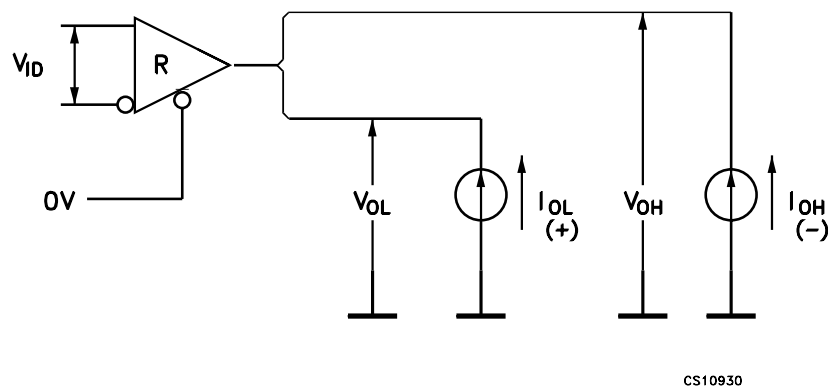 VID
R
0V
VOL
IOL
(+)
VOH
IOH
(−)
CS10930